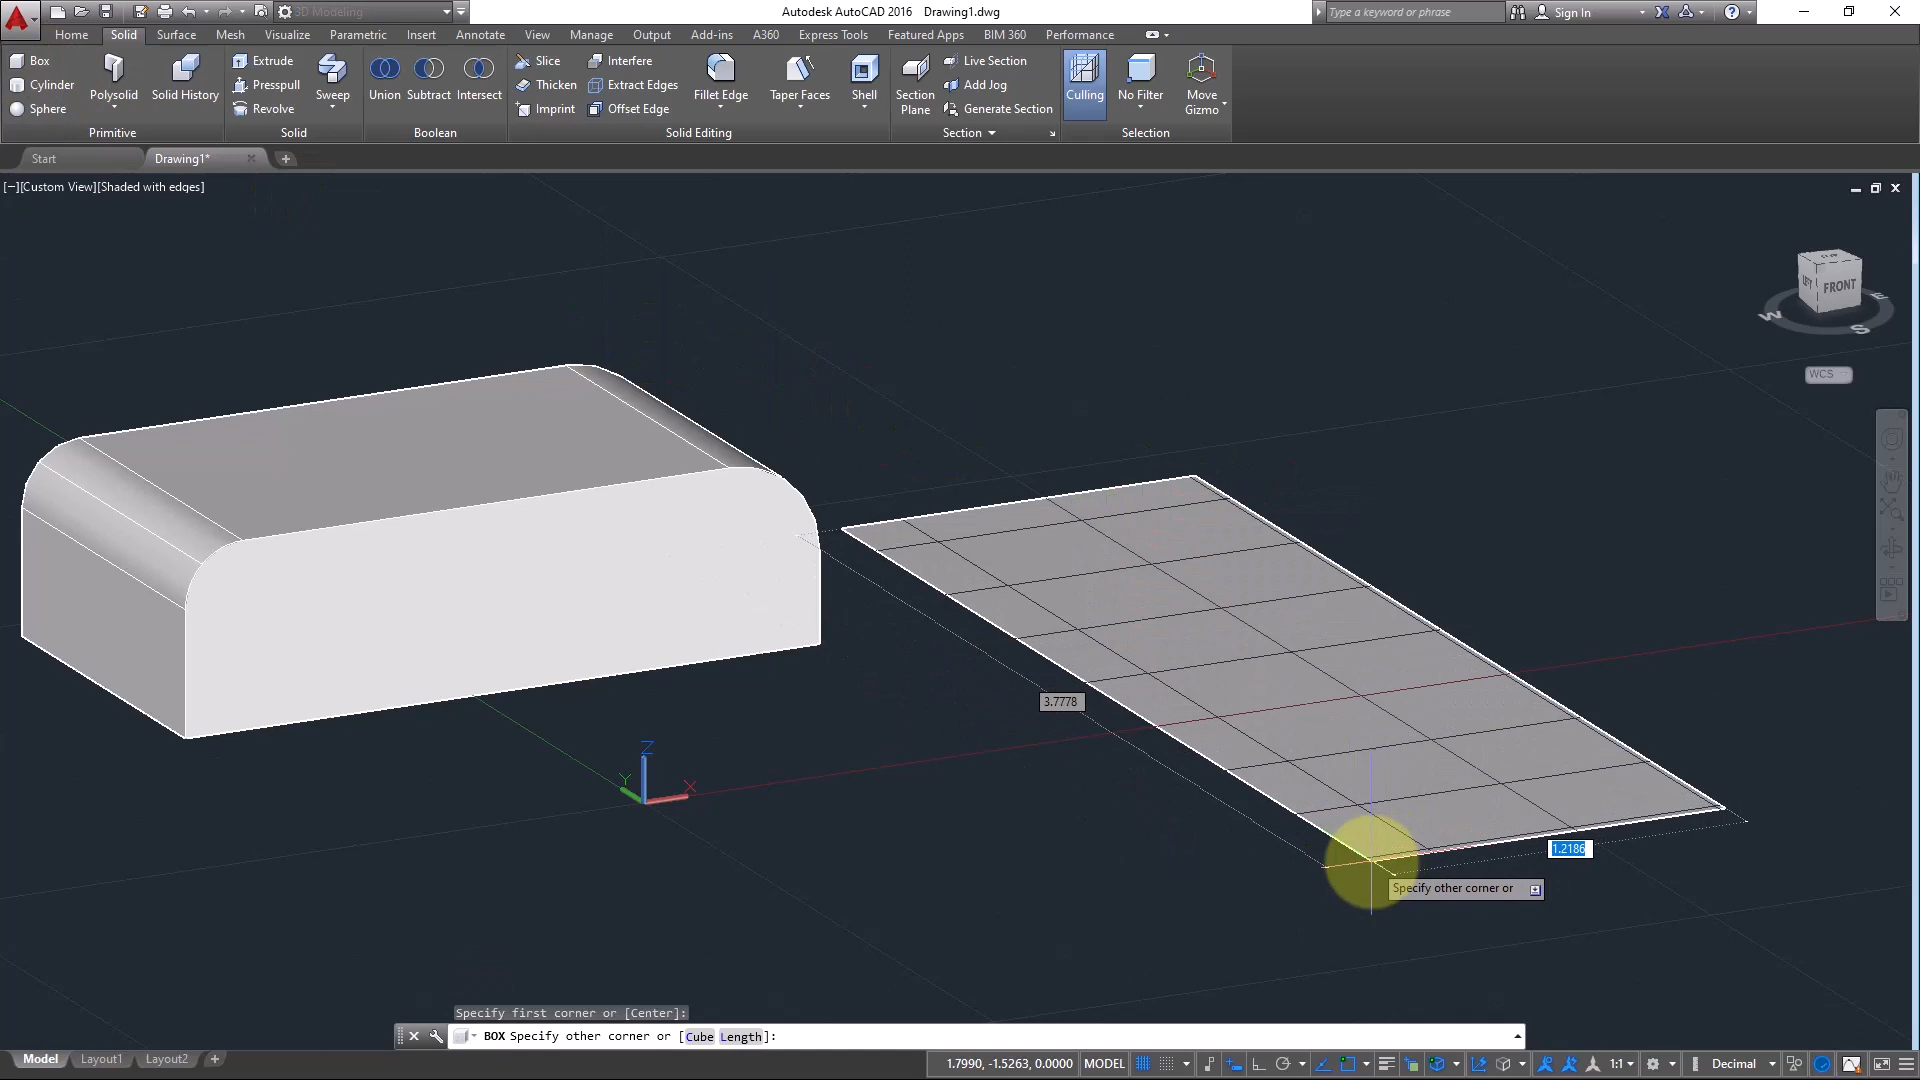 3D Modeling
Autodesk AutoCAD 2016 Drawing1.dwg
Type a keyword or phrase
Sign In
Home Solid Surface Mesh Visualize Parametric Insert Annotate View Manage Output Add-ins A360 Express Tools Featured Apps BIM 360 Performance
Box
Cylinder
Sphere
Polysolid
Solid History
Primitive
Extrude
Presspull
Revolve
Sweep
Solid
Union
Subtract
Intersect
Boolean
Slice
Thicken
Imprint
Interfere
Extract Edges
Offset Edge
Fillet Edge
Taper Faces
Shell
Solid Editing
Section Plane
Live Section
Add Jog
Generate Section
Section
Culling
No Filter
Move Gizmo
Selection
Start
Drawing1*
[−][Custom View][Shaded with edges]
FRONT
LEFT
W
S
E
WCS
3.7778
1.2186
Specify other corner or
Z
Y
X
Specify first corner or [Center]:
BOX Specify other corner or [Cube Length]:
Model Layout1 Layout2
1.7990, -1.5263, 0.0000 MODEL
1:1
Decimal